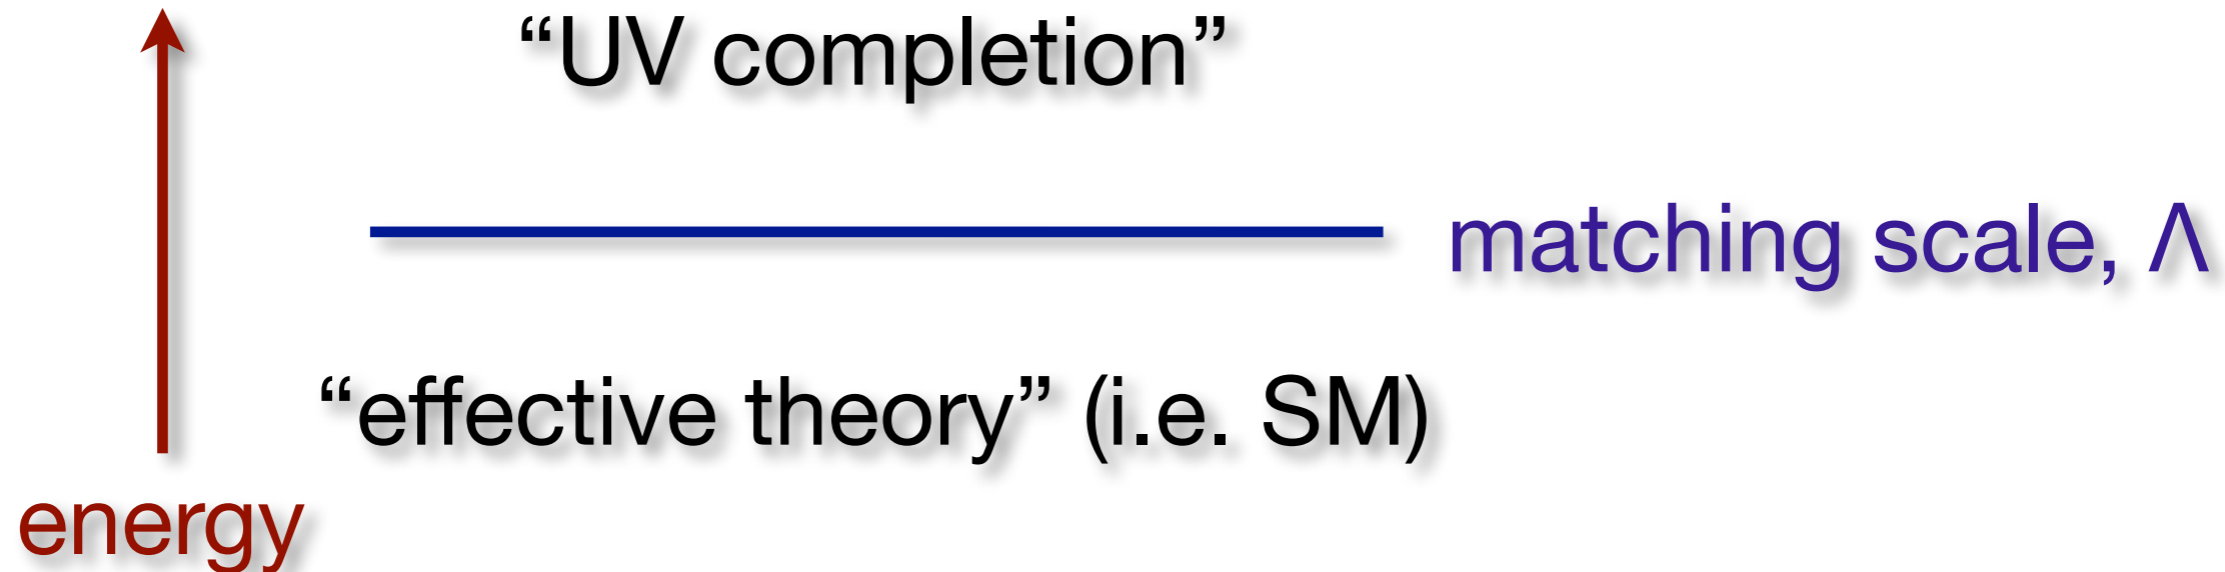 “UV completion”
matching scale, Λ
“effective theory” (i.e. SM)
energy